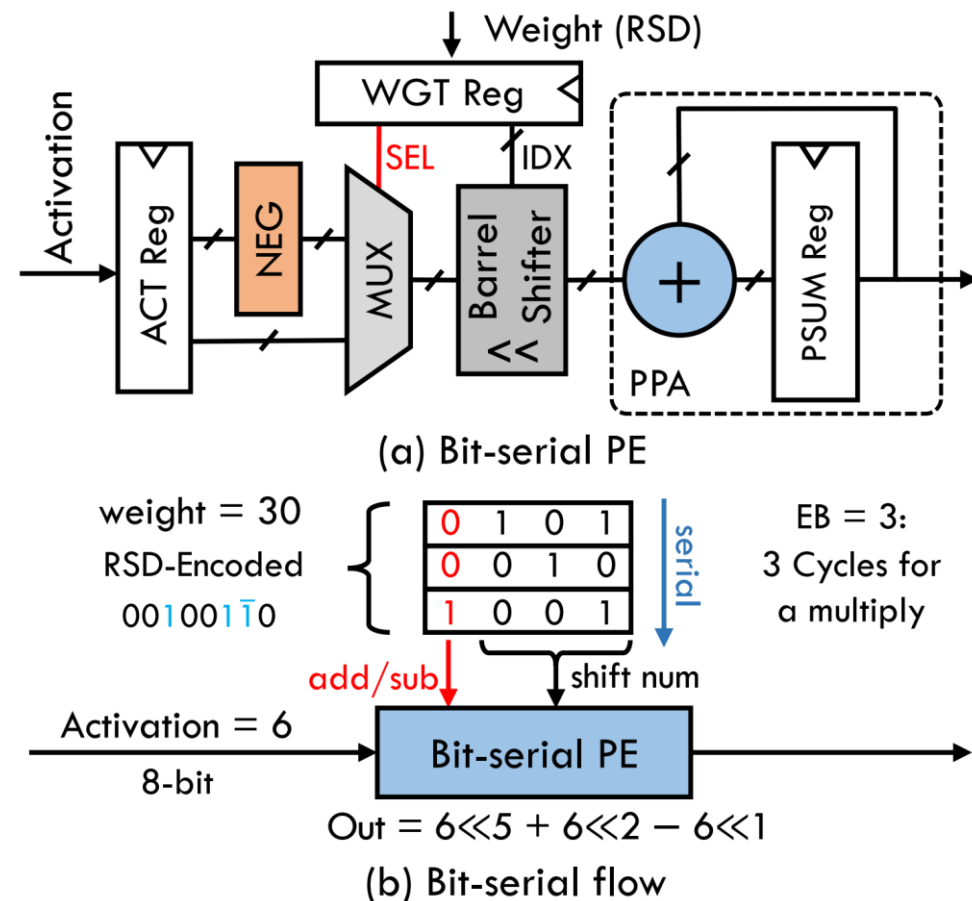 Weight (RSD)
WGT Reg
SEL
IDX
Activation
ACT Reg
NEG
MUX
Barrel
Shifter
<<
+
PSUM Reg
PPA
(a) Bit-serial PE
weight = 30
RSD-Encoded
0010011̄0
0 1 0 1
0 0 1 0
1 0 0 1
serial
EB = 3:
3 Cycles for
a multiply
add/sub
shift num
Activation = 6
8-bit
Bit-serial PE
Out = 6≪5 + 6≪2 − 6≪1
(b) Bit-serial flow